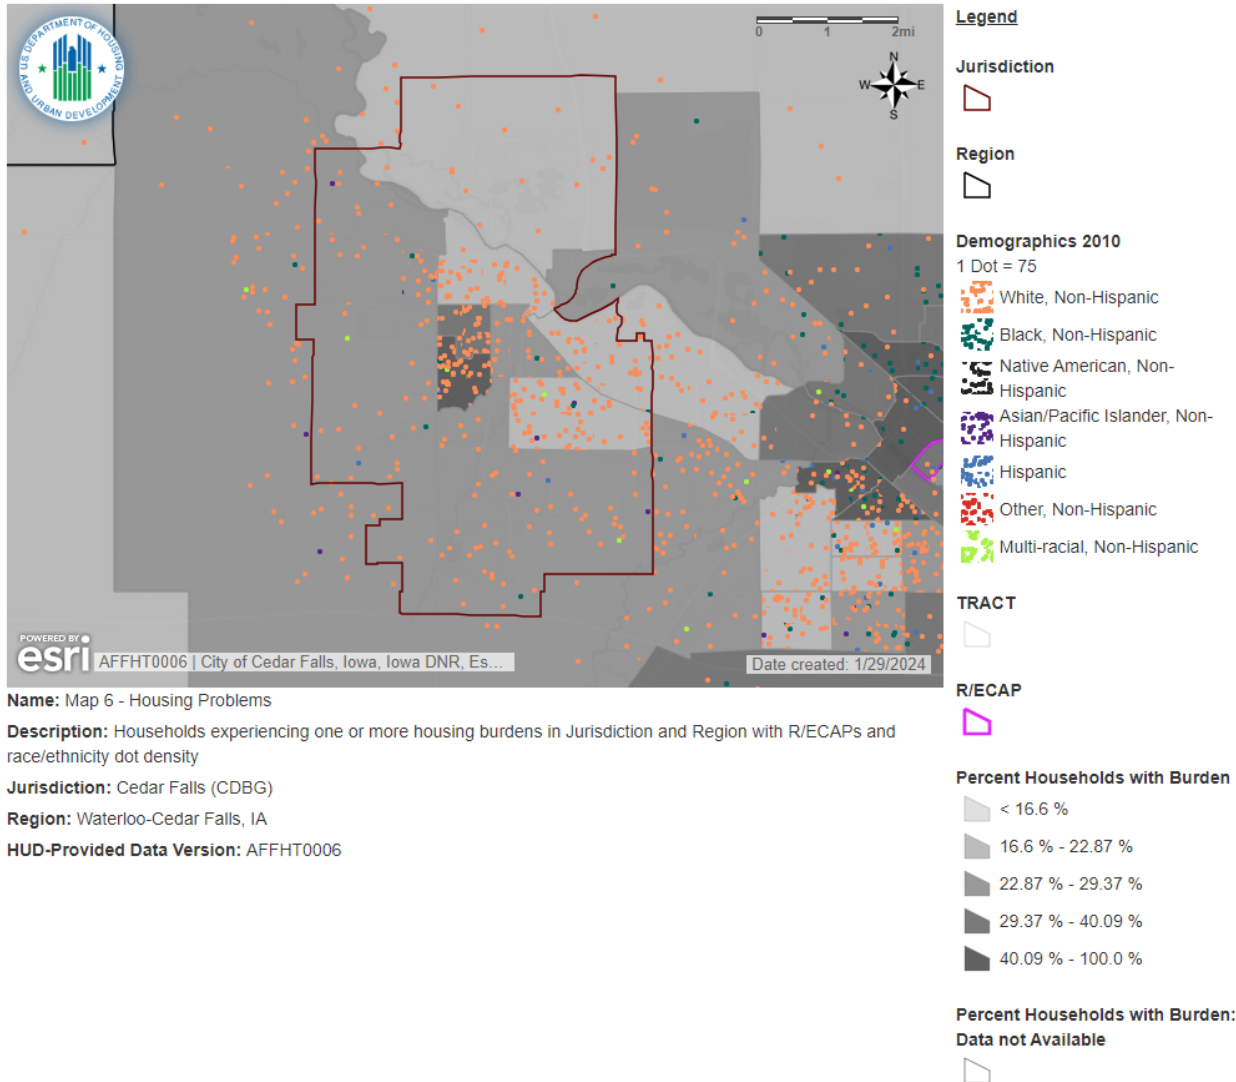 U.S. DEPARTMENT OF HOUSING
AND URBAN DEVELOPMENT
0 1 2mi
N
W E
S
POWERED BY
esri
AFFHT0006 | City of Cedar Falls, Iowa, Iowa DNR, Es...
Date created: 1/29/2024
Name: Map 6 - Housing Problems
Description: Households experiencing one or more housing burdens in Jurisdiction and Region with R/ECAPs and
race/ethnicity dot density
Jurisdiction: Cedar Falls (CDBG)
Region: Waterloo-Cedar Falls, IA
HUD-Provided Data Version: AFFHT0006
Legend
Jurisdiction
Region
Demographics 2010
1 Dot = 75
White, Non-Hispanic
Black, Non-Hispanic
Native American, Non-
Hispanic
Asian/Pacific Islander, Non-
Hispanic
Hispanic
Other, Non-Hispanic
Multi-racial, Non-Hispanic
TRACT
R/ECAP
Percent Households with Burden
< 16.6 %
16.6 % - 22.87 %
22.87 % - 29.37 %
29.37 % - 40.09 %
40.09 % - 100.0 %
Percent Households with Burden:
Data not Available